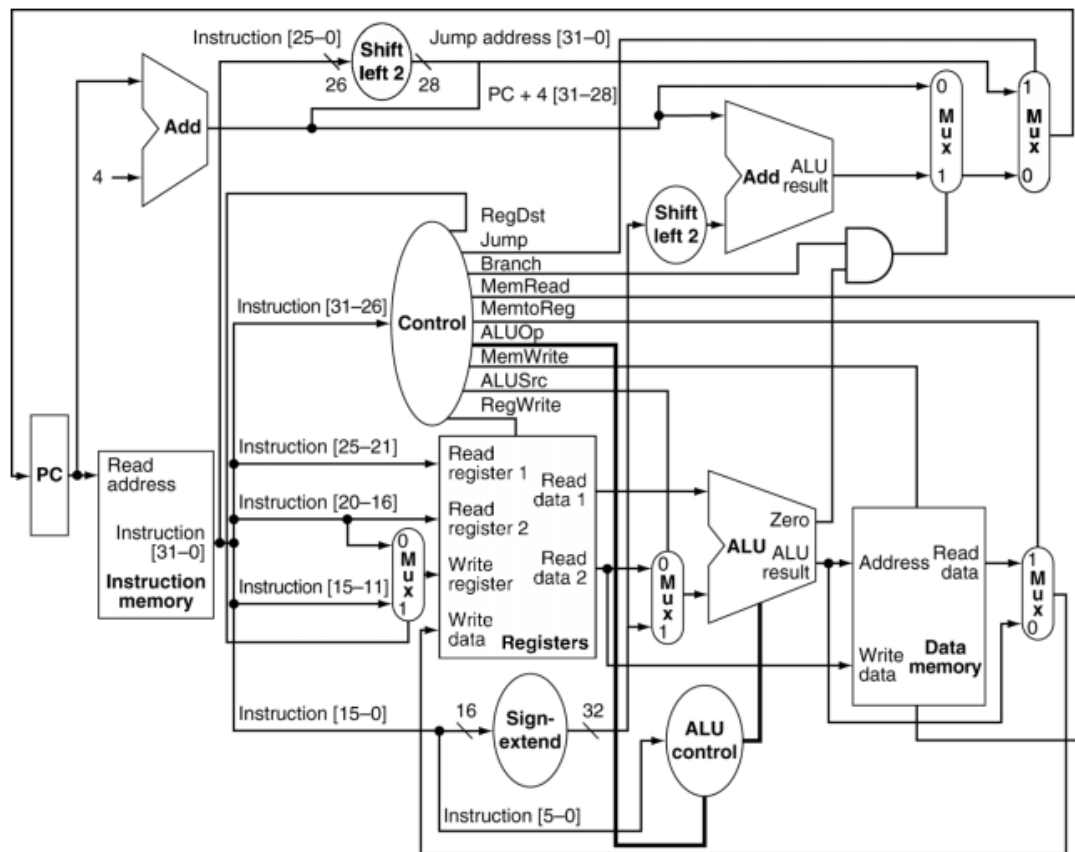 Instruction [25–0]
Shift
left 2
Jump address [31–0]
26
28
PC + 4 [31–28]
Add
4
0
M
u
x
1
1
M
u
x
0
Add
ALU
result
Shift
left 2
RegDst
Jump
Branch
MemRead
MemtoReg
ALUOp
MemWrite
ALUSrc
RegWrite
Instruction [31–26]
Control
PC
Read
address
Instruction
[31–0]
Instruction
memory
Instruction [25–21]
Instruction [20–16]
Instruction [15–11]
0
M
u
x
1
Read
register 1
Read
register 2
Write
register
Write
data
Read
data 1
Read
data 2
Registers
0
M
u
x
1
Zero
ALU
ALU
result
Address
Read
data
Write
data
Data
memory
1
M
u
x
0
Instruction [15–0]
16
Sign-
extend
32
ALU
control
Instruction [5–0]